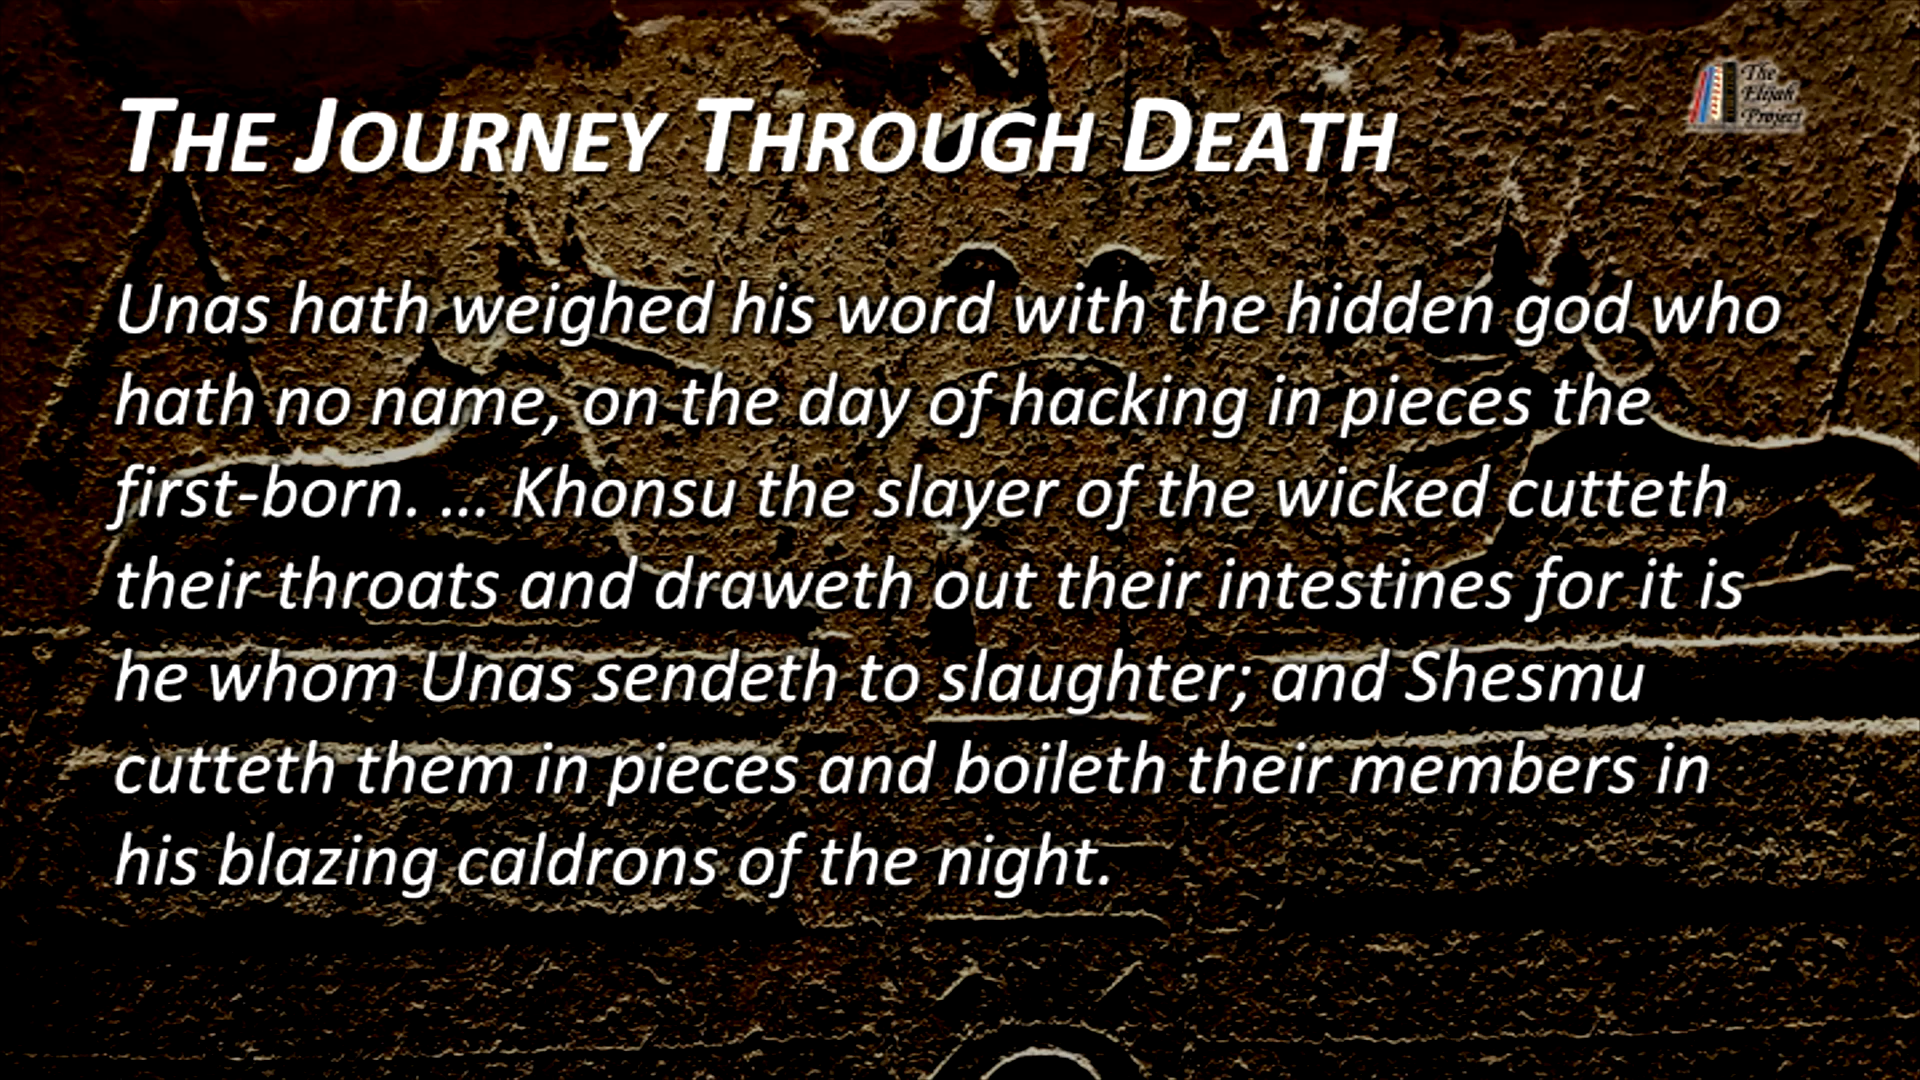 THE JOURNEY THROUGH DEATH
The
Elijah
Project
Unas hath weighed his word with the hidden god who
hath no name, on the day of hacking in pieces the
first-born. ... Khonsu the slayer of the wicked cutteth
their throats and draweth out their intestines for it is
he whom Unas sendeth to slaughter; and Shesmu
cutteth them in pieces and boileth their members in
his blazing caldrons of the night.